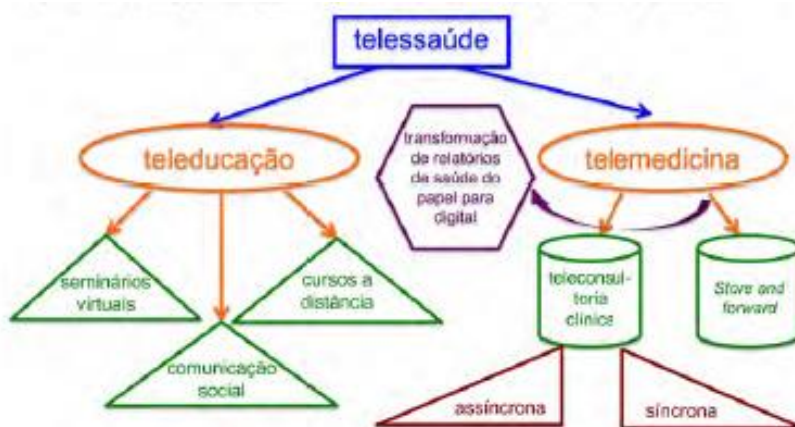 telessaúde
teleducação
transformação
de relatórios
de saúde do
papel para
digital
telemedicina
seminários
virtuais
cursos a
distância
comunicação
social
teleconsul-
toria
clínica
Store and
forward
assíncrona
síncrona